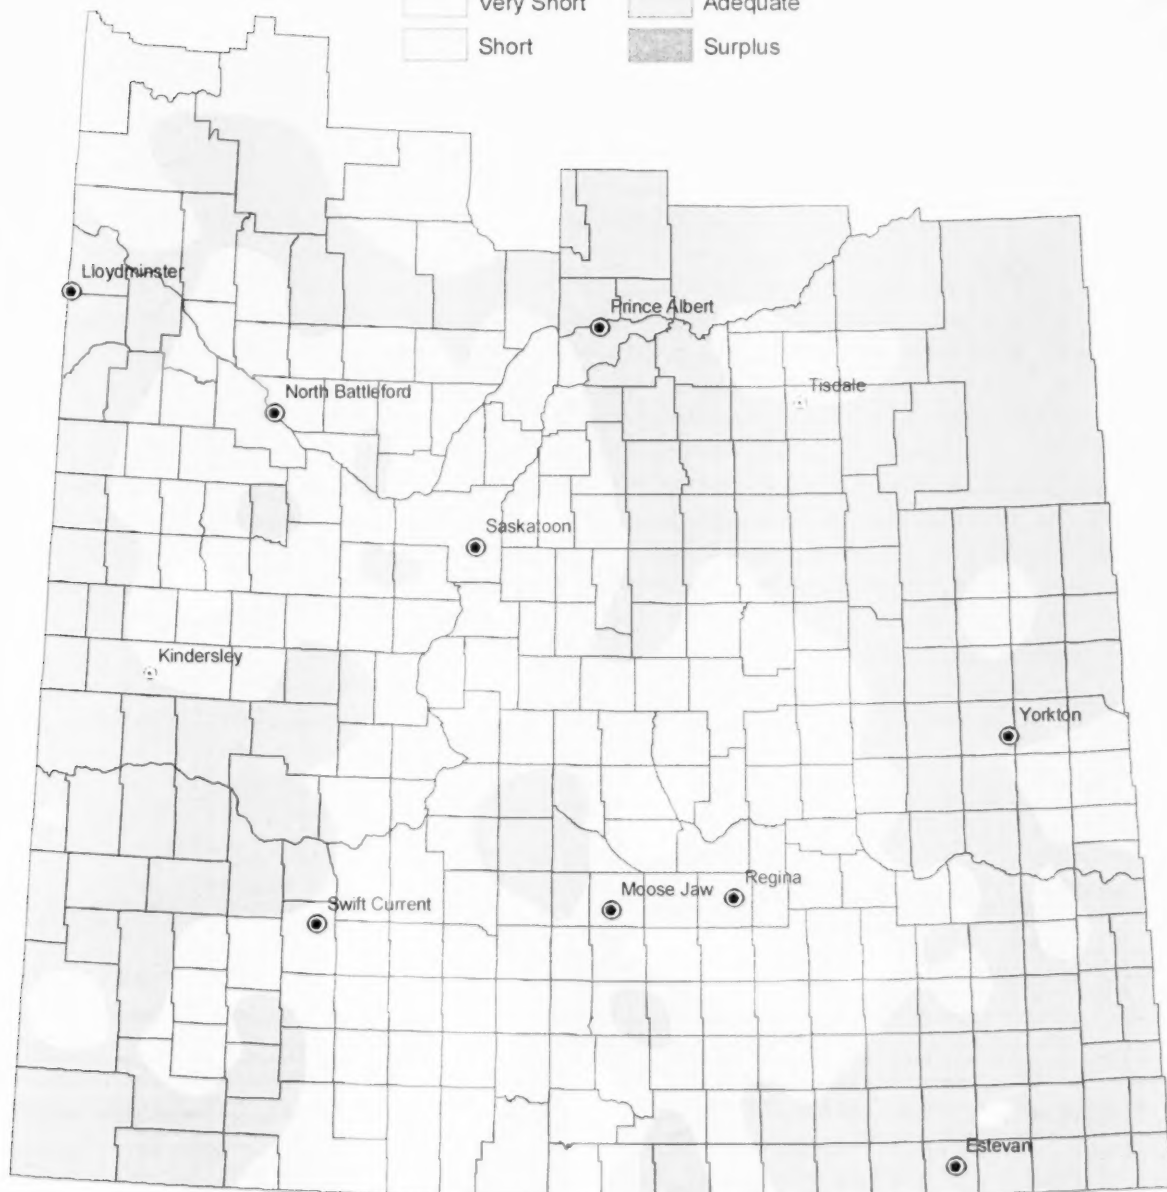 Very Short Adequate
Short Surplus
Lloydminster
Prince Albert
Tisdale
North Battleford
Saskatoon
Kindersley
Yorkton
Regina
Moose Jaw
Swift Current
Estevan